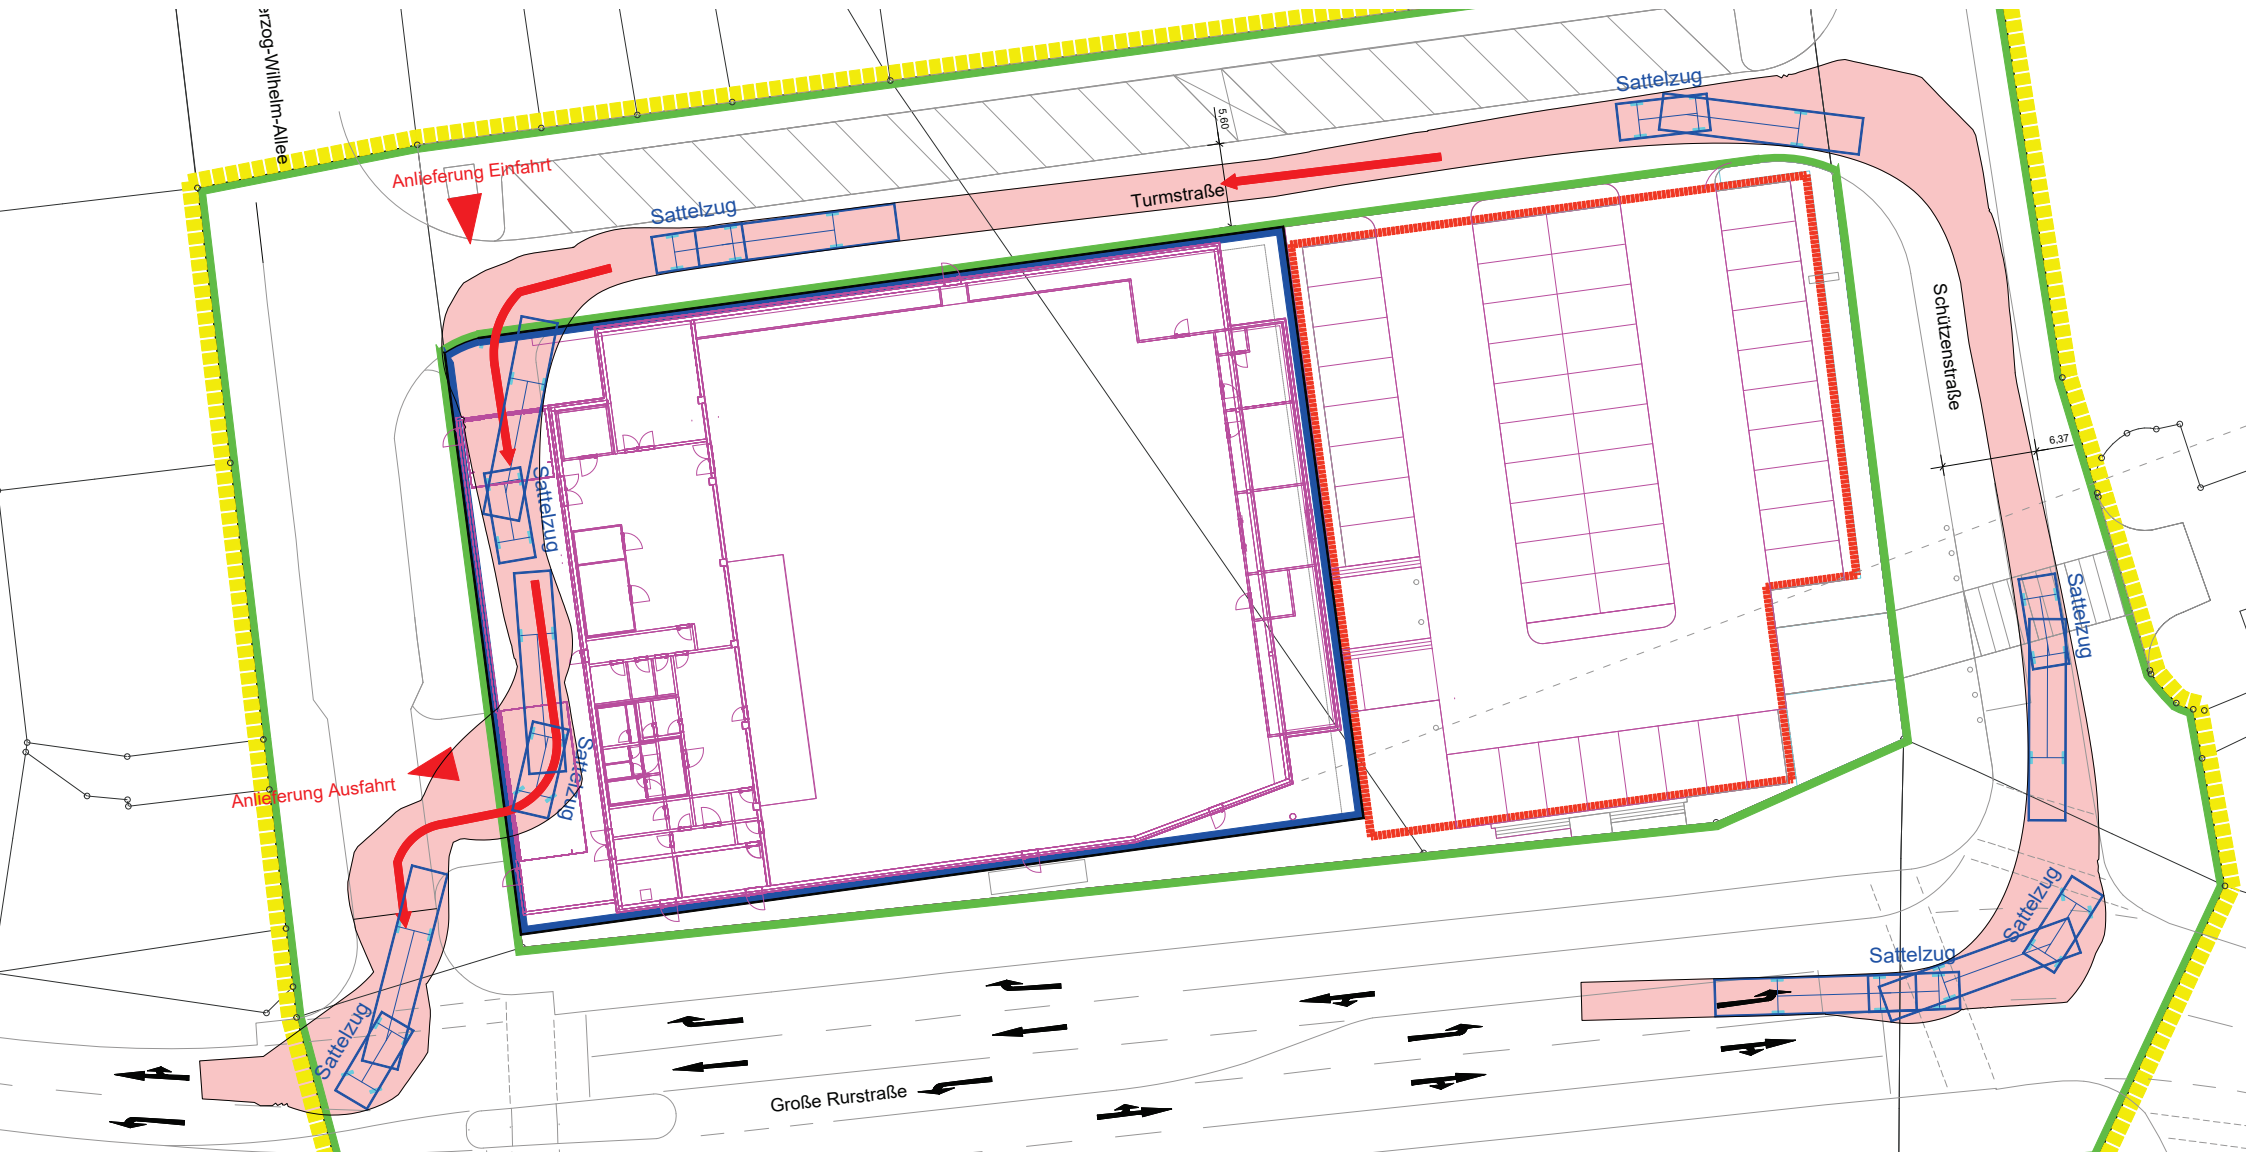 rzog-Wilhelm-Allee
Sattelzug
5,60
Anlieferung Einfahrt
Sattelzug
Turmstraße
Schützenstraße
6,37
Sattelzug
Sattelzug
Sattelzug
Anlieferung Ausfahrt
Sattelzug
Sattelzug
Sattelzug
Große Rurstraße